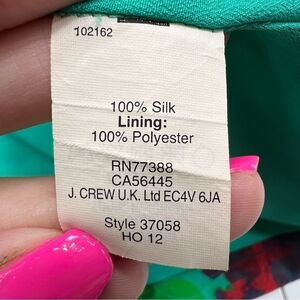 102162
100% Silk
Lining:
100% Polyester
RN77388
CA56445
J. CREW U.K. Ltd EC4V 6JA
Style 37058
HO 12